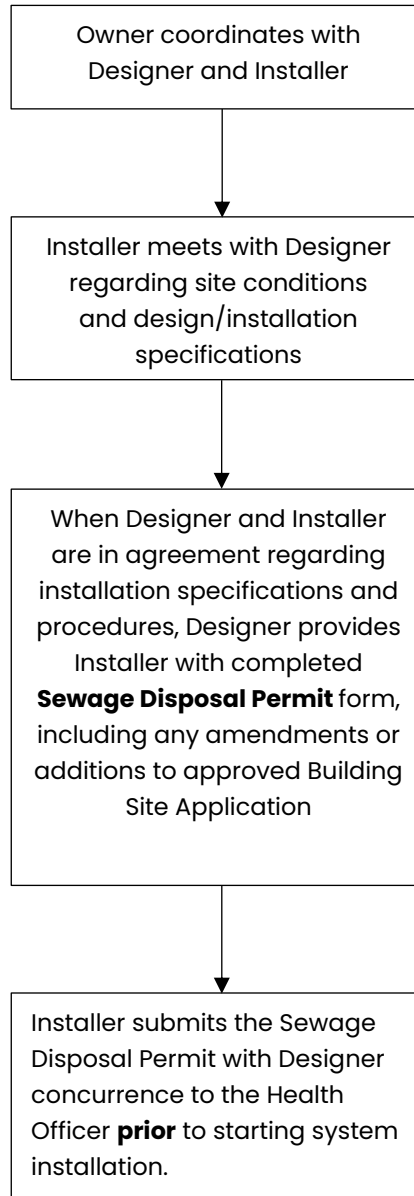 Owner coordinates with
Designer and Installer
Installer meets with Designer
regarding site conditions
and design/installation
specifications
When Designer and Installer
are in agreement regarding
installation specifications and
procedures, Designer provides
Installer with completed
Sewage Disposal Permit form,
including any amendments or
additions to approved Building
Site Application
Installer submits the Sewage
Disposal Permit with Designer
concurrence to the Health
Officer prior to starting system
installation.